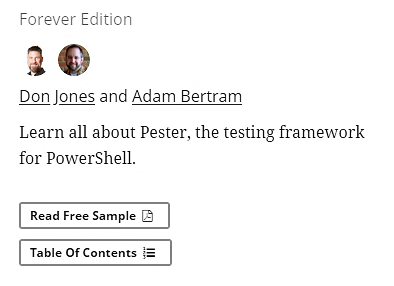 Forever Edition
Don Jones and Adam Bertram
Learn all about Pester, the testing framework
for PowerShell.
Read Free Sample
Table Of Contents